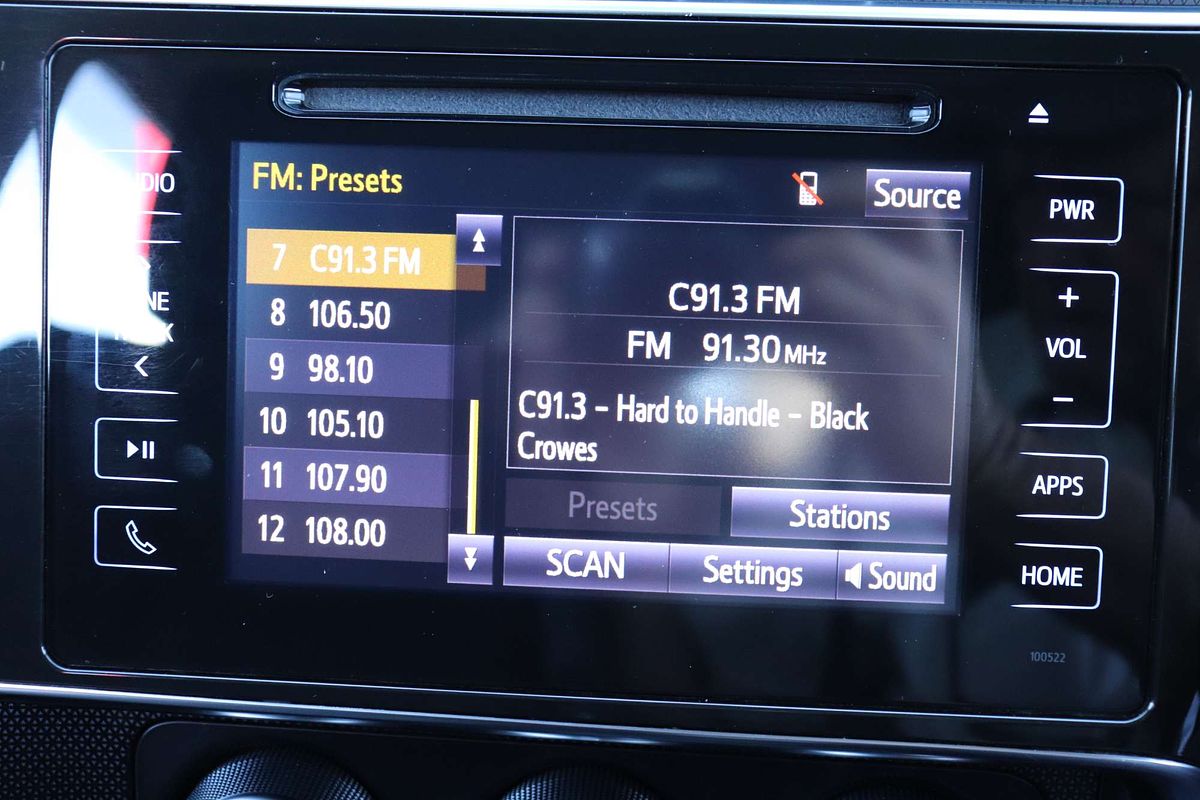 FM: Presets
Source
7 C91.3 FM
8 106.50
9 98.10
10 105.10
11 107.90
12 108.00
C91.3 FM
FM 91.30 MHz
C91.3 – Hard to Handle – Black
Crowes
Presets
Stations
SCAN
Settings
Sound
PWR
+
VOL
–
APPS
HOME
100522